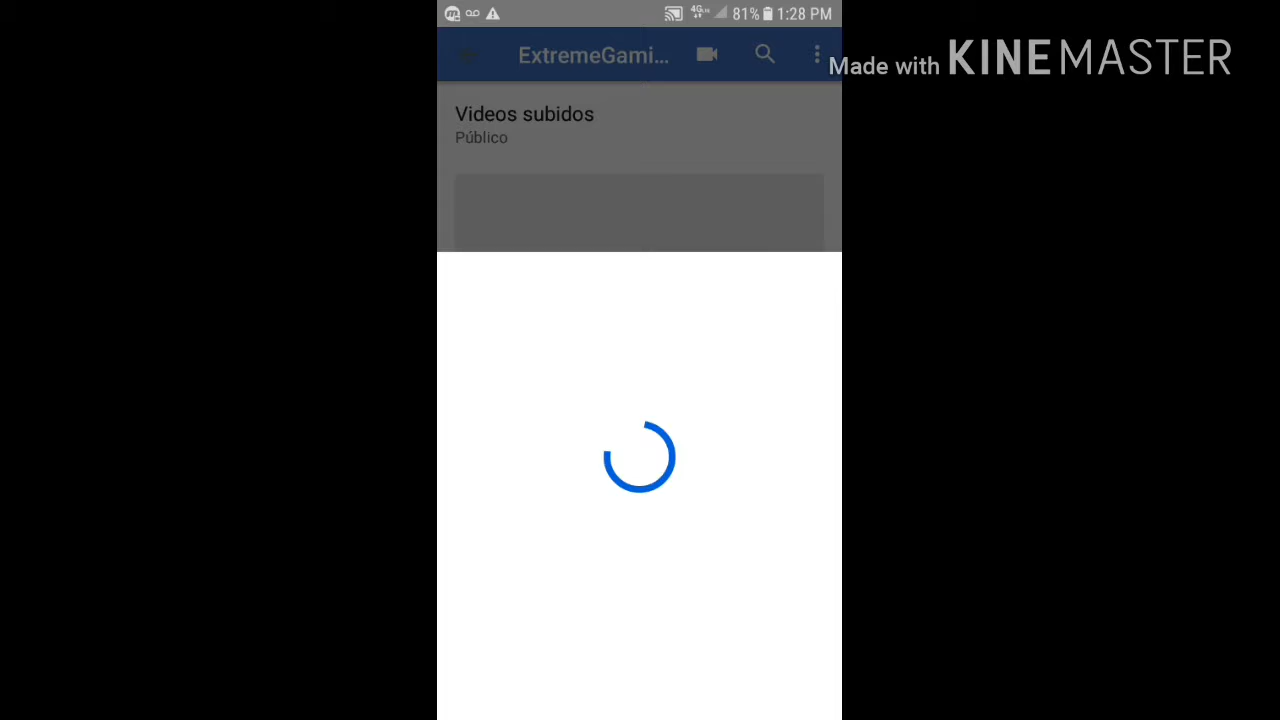 81% 1:28 PM
ExtremeGami...
Made with KINEMASTER
Videos subidos
Público